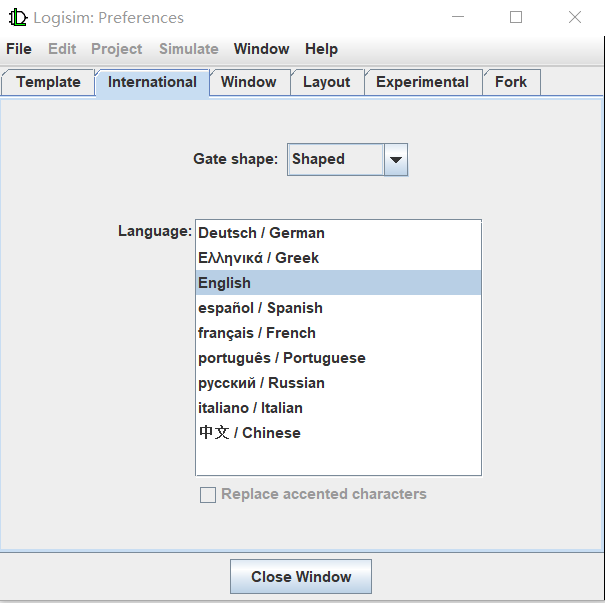 Logisim: Preferences
File Edit Project Simulate Window Help
Template International Window Layout Experimental Fork
Gate shape: Shaped
Language:
Deutsch / German
Ελληνικά / Greek
English
español / Spanish
français / French
português / Portuguese
русский / Russian
italiano / Italian
中文 / Chinese
Replace accented characters
Close Window